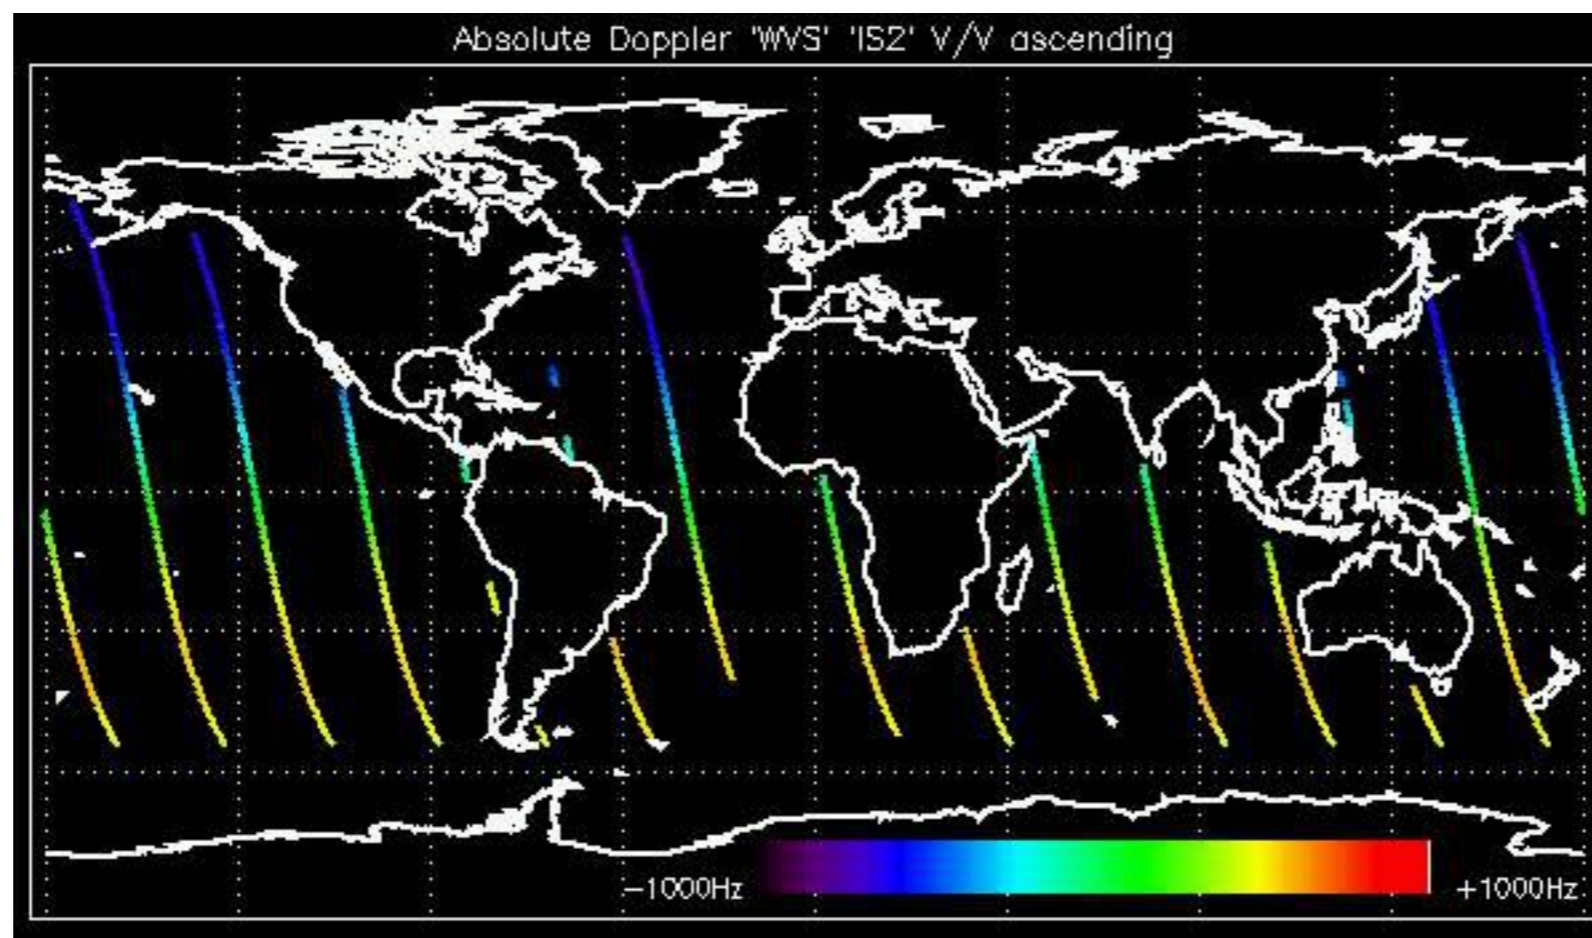 Absolute Doppler 'WVS' 'IS2' V/V ascending
-1000Hz +1000Hz